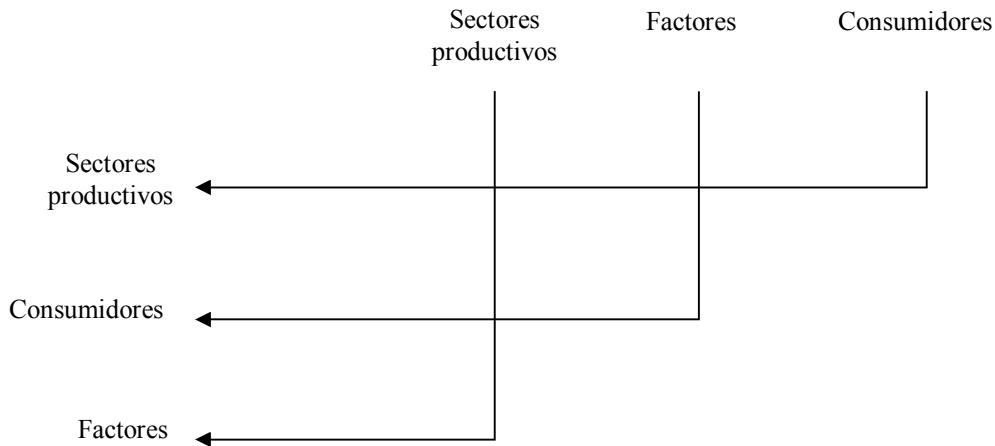 Sectores
productivos
Factores
Consumidores
Sectores
productivos
Consumidores
Factores